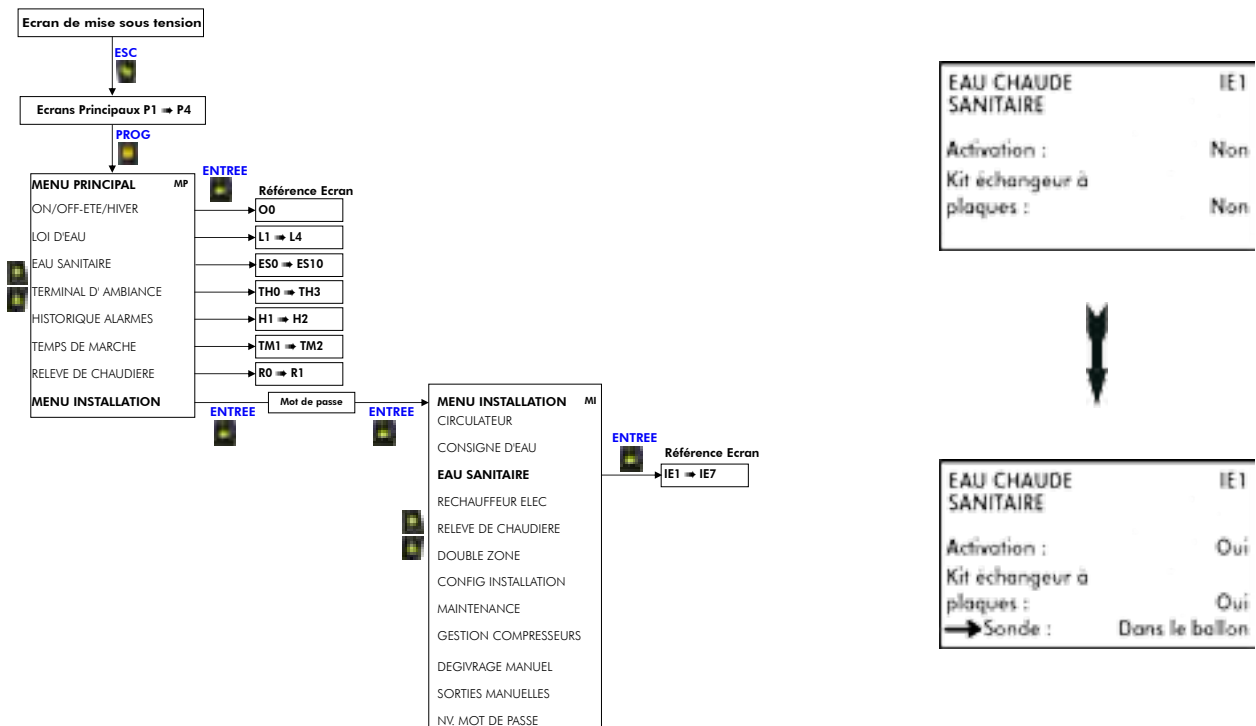 Ecran de mise sous tension
ESC
Ecrans Principaux P1 ➠ P4
PROG
MENU PRINCIPAL MP
ENTREE
Référence Ecran
ON/OFF-ETE/HIVER
O0
LOI D'EAU
L1 ➠ L4
EAU SANITAIRE
ES0 ➠ ES10
TERMINAL D' AMBIANCE
TH0 ➠ TH3
HISTORIQUE ALARMES
H1 ➠ H2
TEMPS DE MARCHE
TM1 ➠ TM2
RELEVE DE CHAUDIERE
R0 ➠ R1
MENU INSTALLATION
ENTREE
Mot de passe
ENTREE
MENU INSTALLATION MI
CIRCULATEUR
CONSIGNE D'EAU
EAU SANITAIRE
ENTREE
Référence Ecran
IE1 ➠ IE7
RECHAUFFEUR ELEC
RELEVE DE CHAUDIERE
DOUBLE ZONE
CONFIG INSTALLATION
MAINTENANCE
GESTION COMPRESSEURS
DEGIVRAGE MANUEL
SORTIES MANUELLES
NV. MOT DE PASSE
EAU CHAUDE IE1
SANITAIRE
Activation : Non
Kit échangeur à
plaques : Non
EAU CHAUDE IE1
SANITAIRE
Activation : Oui
Kit échangeur à
plaques : Oui
Sonde : Dans le ballon